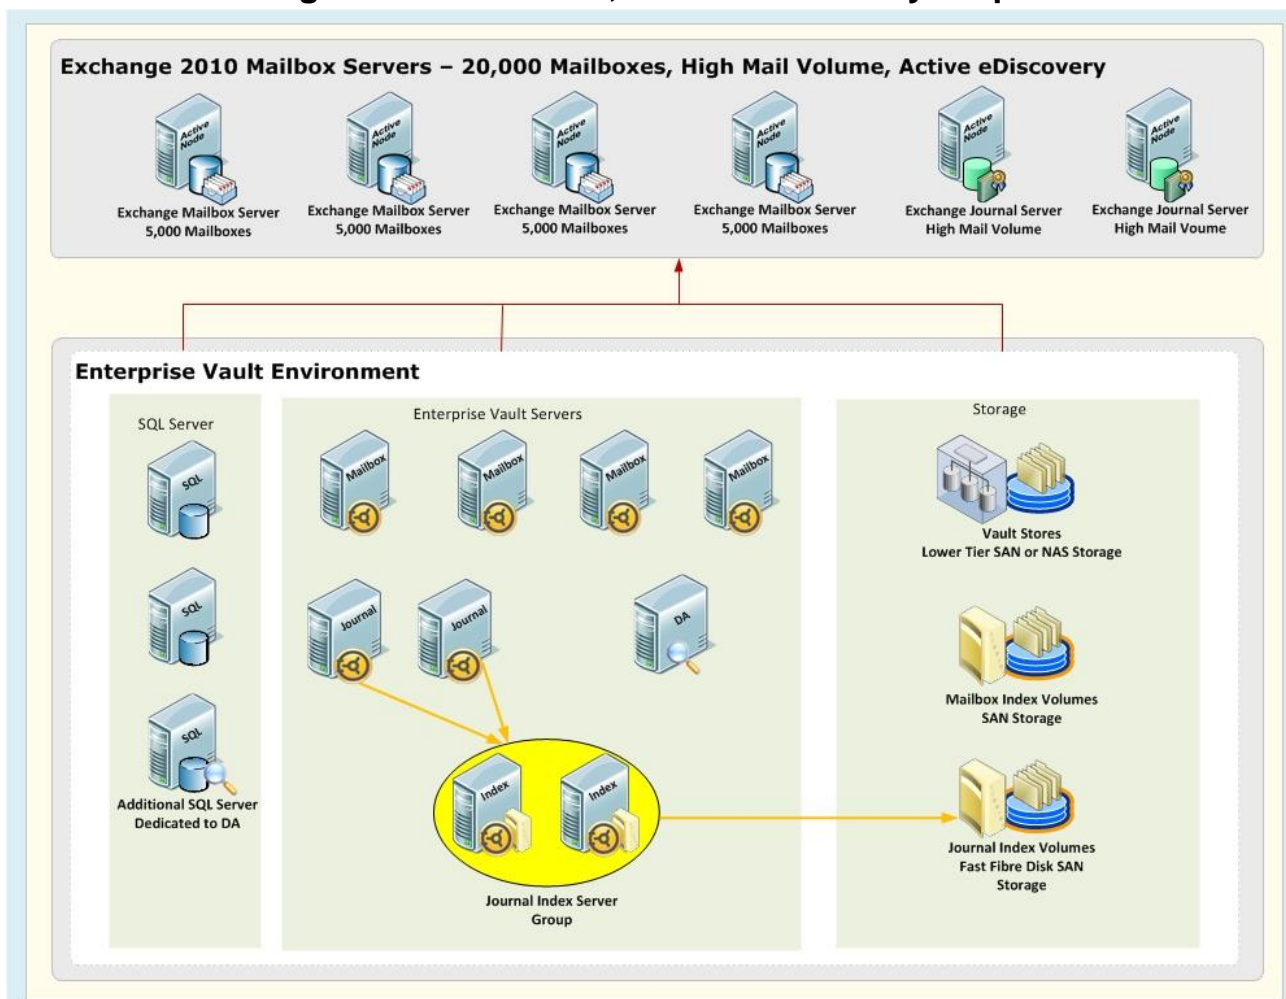 Exchange 2010 Mailbox Servers – 20,000 Mailboxes, High Mail Volume, Active eDiscovery
Active
Node
Active
Node
Active
Node
Active
Node
Active
Node
Active
Node
Exchange Mailbox Server
5,000 Mailboxes
Exchange Mailbox Server
5,000 Mailboxes
Exchange Mailbox Server
5,000 Mailboxes
Exchange Mailbox Server
5,000 Mailboxes
Exchange Journal Server
High Mail Volume
Exchange Journal Server
High Mail Voume
Enterprise Vault Environment
SQL Server
SQL
SQL
SQL
Additional SQL Server
Dedicated to DA
Enterprise Vault Servers
Mailbox
Mailbox
Mailbox
Mailbox
Journal
Journal
DA
Index
Index
Journal Index Server
Group
Storage
Vault Stores
Lower Tier SAN or NAS Storage
Mailbox Index Volumes
SAN Storage
Journal Index Volumes
Fast Fibre Disk SAN
Storage